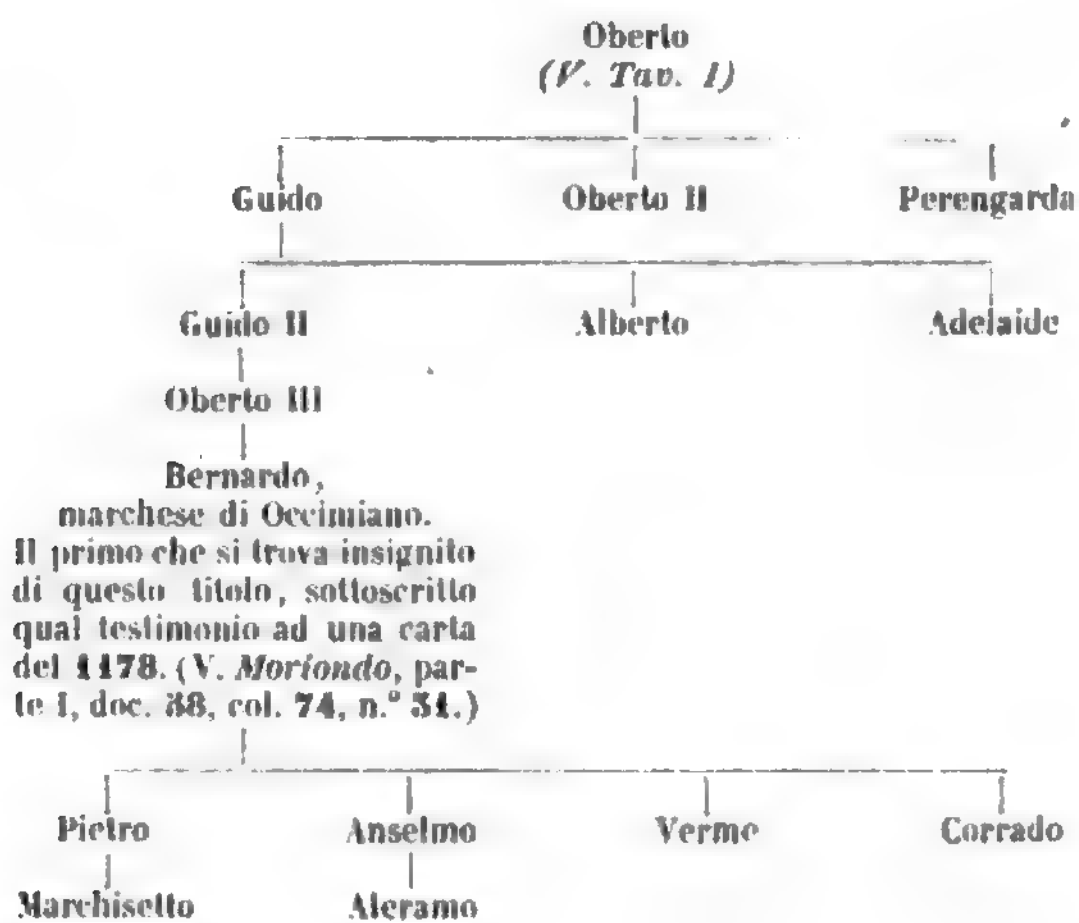 Oberto
(V. Tav. I)
Guido Oberto II Perengarda
Guido II Alberto Adelaide
Oberto III
Bernardo,
marchese di Occimiano.
Il primo che si trova insignito
di questo titolo, sottoscritto
qual testimonio ad una carta
del 1178. (V. Moriondo, par-
te I, doc. 58, col. 74, n.° 51.)
Pietro Anselmo Vermo Corrado
Marchisetto Aleramo